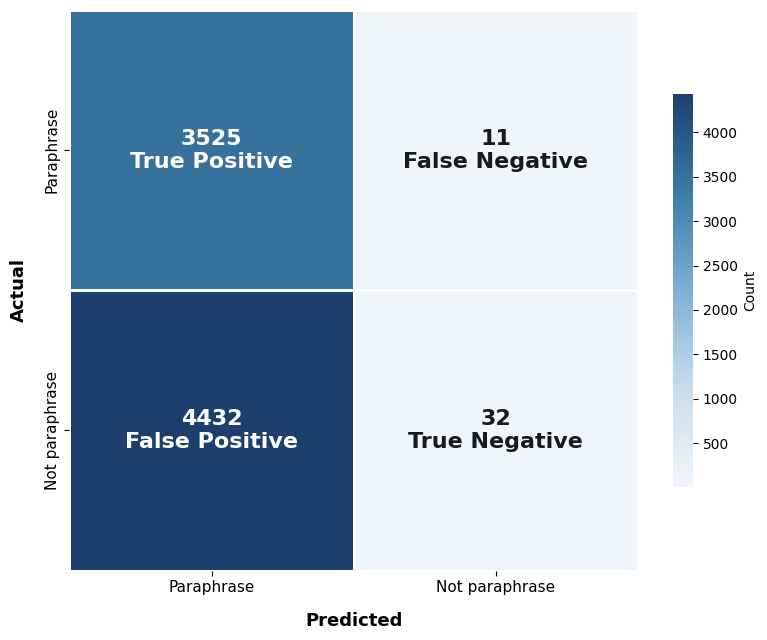 Actual
Paraphrase
3525
True Positive
11
False Negative
Not paraphrase
4432
False Positive
32
True Negative
Paraphrase
Not paraphrase
Predicted
4000
3500
3000
2500
2000
1500
1000
500
Count